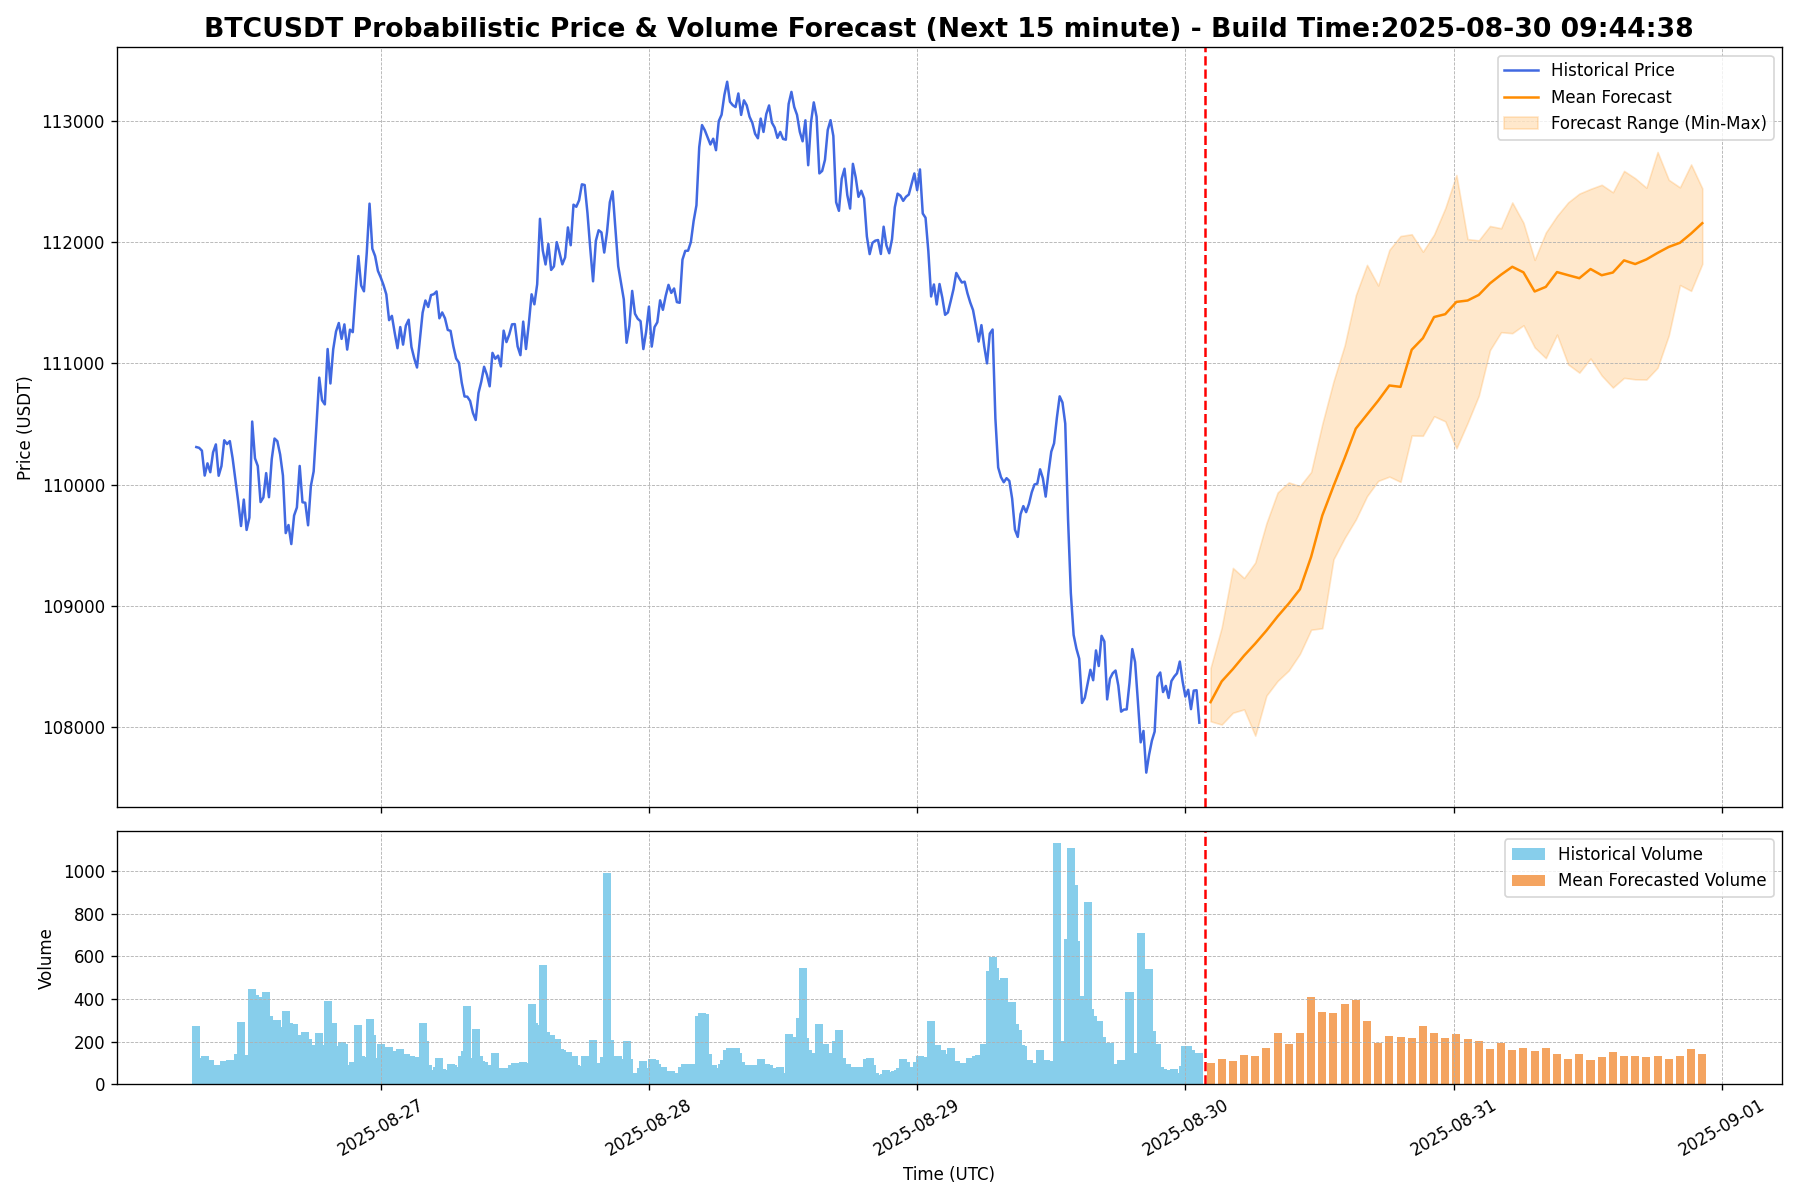 BTCUSDT Probabilistic Price & Volume Forecast (Next 15 minute) - Build Time:2025-08-30 09:44:38
Historical Price
Mean Forecast
Forecast Range (Min-Max)
113000
112000
111000
110000
109000
108000
Price (USDT)
Historical Volume
Mean Forecasted Volume
1000
800
600
400
200
0
Volume
2025-08-27
2025-08-28
2025-08-29
2025-08-30
2025-08-31
2025-09-01
Time (UTC)